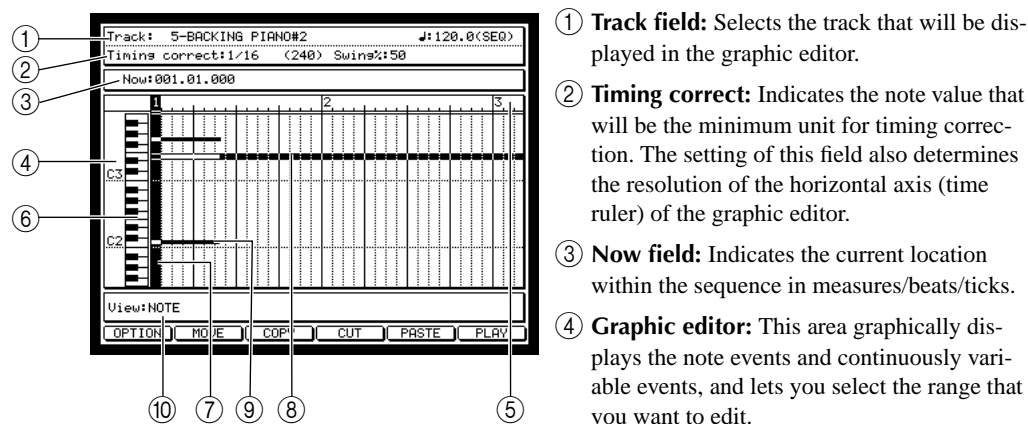 Track: 5-BACKING PIANO#2 ♩:120.0(SEQ)
Timing correct:1/16 (240) Swing%:50
Now:001.01.000
1 2 3
C3
C2
View:NOTE
OPTION MOVE COPY CUT PASTE PLAY
①
②
③
④
⑥
⑩ ⑦ ⑨ ⑧ ⑤
① Track field: Selects the track that will be dis-
played in the graphic editor.
② Timing correct: Indicates the note value that
will be the minimum unit for timing correc-
tion. The setting of this field also determines
the resolution of the horizontal axis (time
ruler) of the graphic editor.
③ Now field: Indicates the current location
within the sequence in measures/beats/ticks.
④ Graphic editor: This area graphically dis-
plays the note events and continuously vari-
able events, and lets you select the range that
you want to edit.